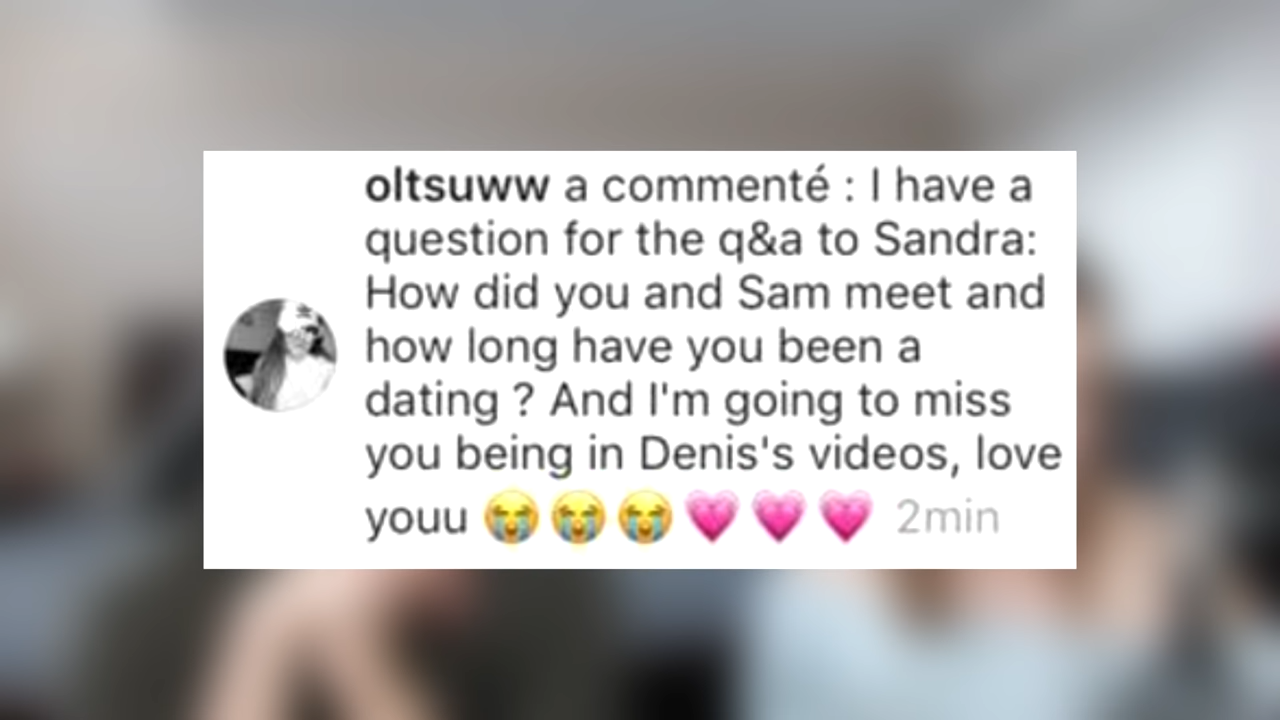 oltsuww a commenté : I have a
question for the q&a to Sandra:
How did you and Sam meet and
how long have you been a
dating ? And I'm going to miss
you being in Denis's videos, love
youu 😭😭😭💗💗💗 2min